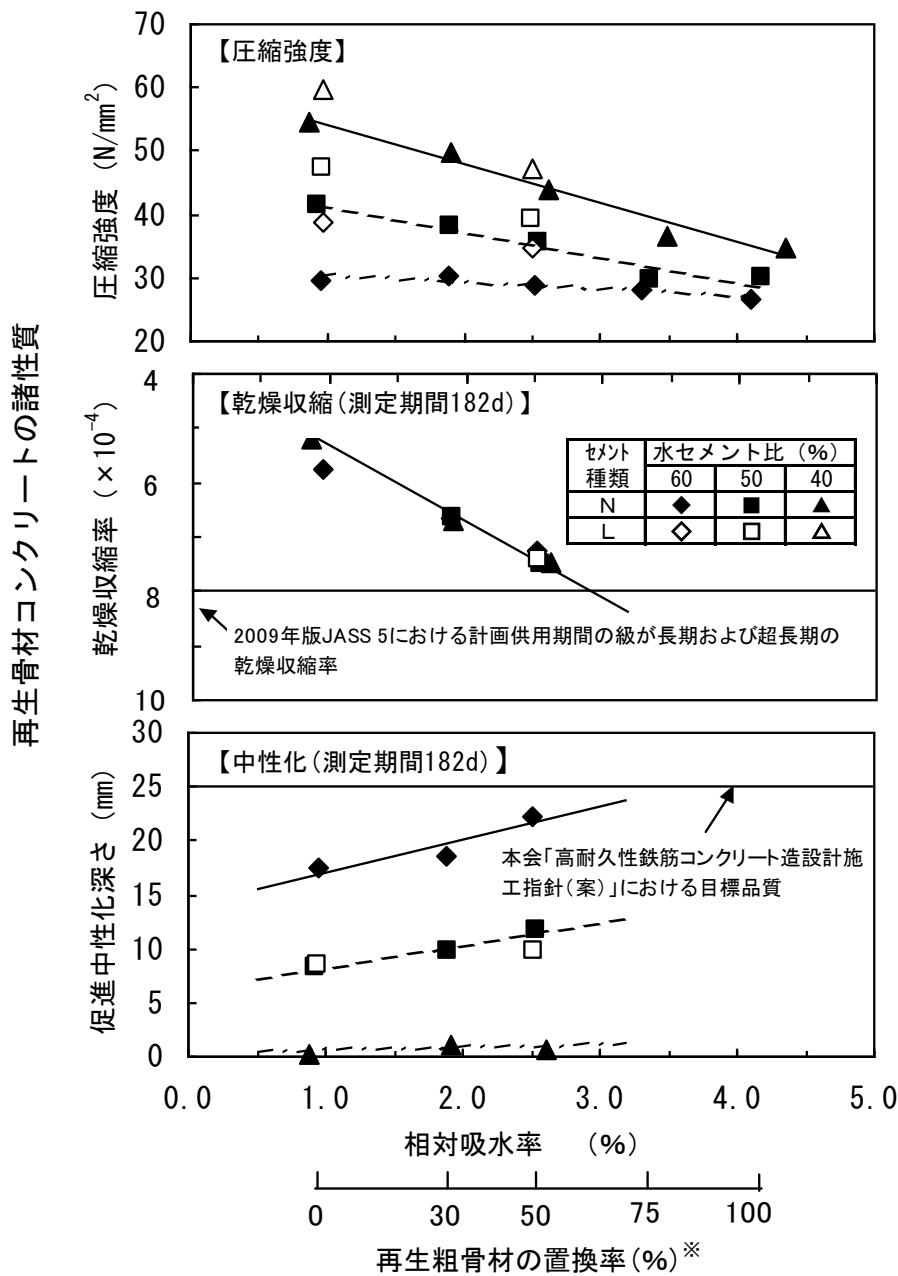 再生骨材コンクリートの諸性質
【圧縮強度】
圧縮強度 (N/mm²)
70
60
50
40
30
20
【乾燥収縮(測定期間182d)】
乾燥収縮率 (×10⁻⁴)
4
6
8
10
ｾﾒﾝﾄ種類 水セメント比 (%)
60 50 40
N ◆ ■ ▲
L ◇ □ △
2009年版JASS 5における計画供用期間の級が長期および超長期の
乾燥収縮率
【中性化(測定期間182d)】
促進中性化深さ (㎜)
30
25
20
15
10
5
0
本会「高耐久性鉄筋コンクリート造設計施
工指針(案)」における目標品質
0.0 1.0 2.0 3.0 4.0 5.0
相対吸水率 (%)
0 30 50 75 100
再生粗骨材の置換率(%)※